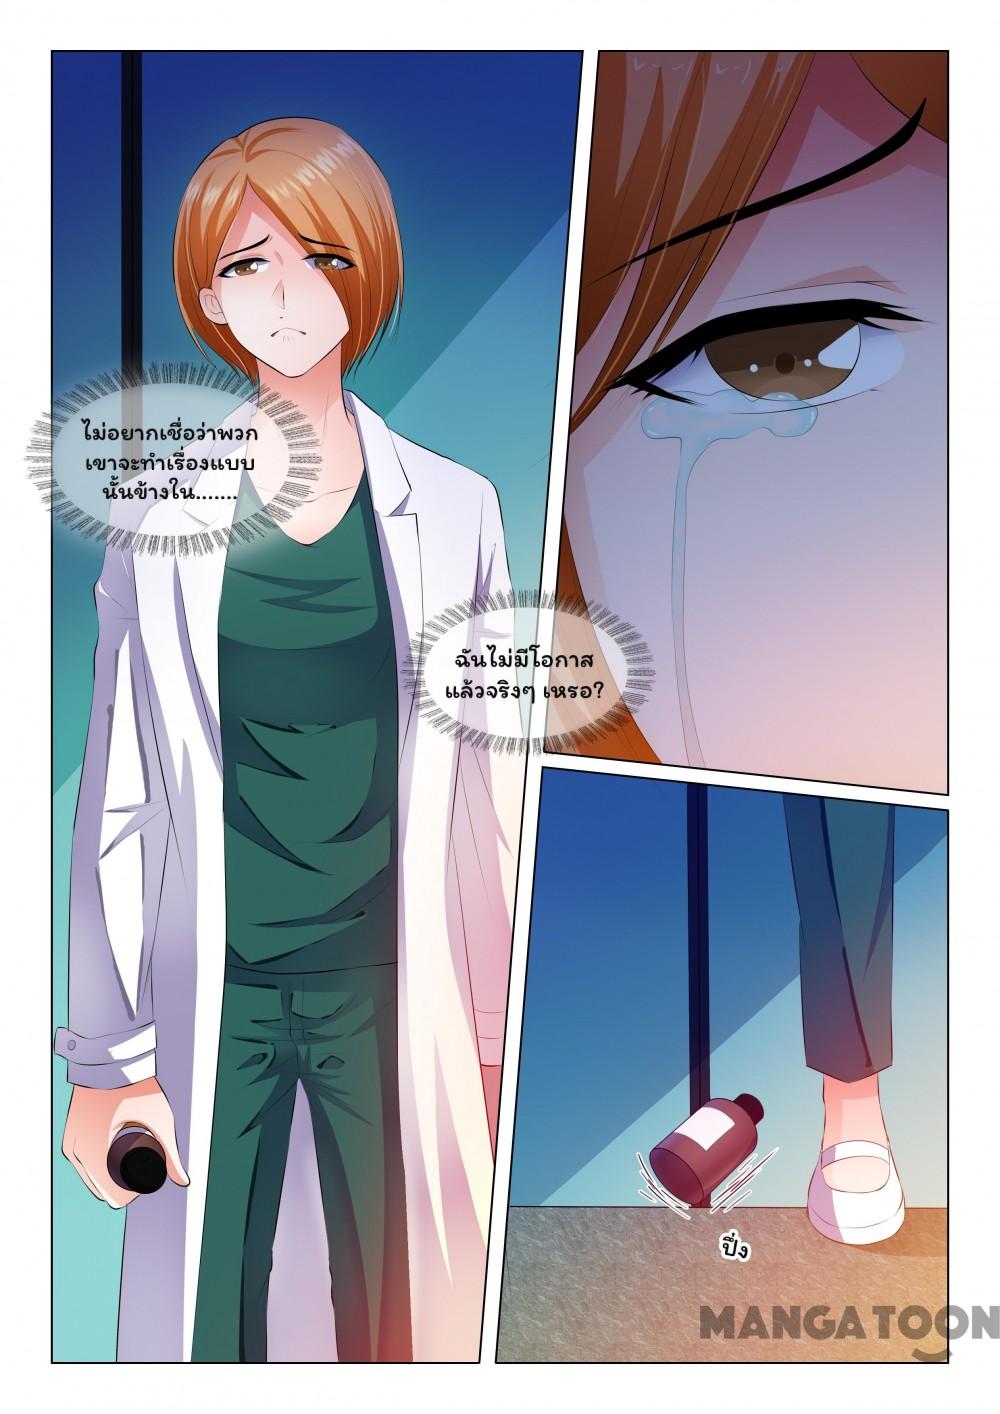 ไม่อยากเชื่อว่าพวก
เขาจะทำเรื่องแบบ
นั้นข้างใน.......
ฉันไม่มีโอกาส
แล้วจริงๆ เหรอ?
ปึ่ง
MANGATOON